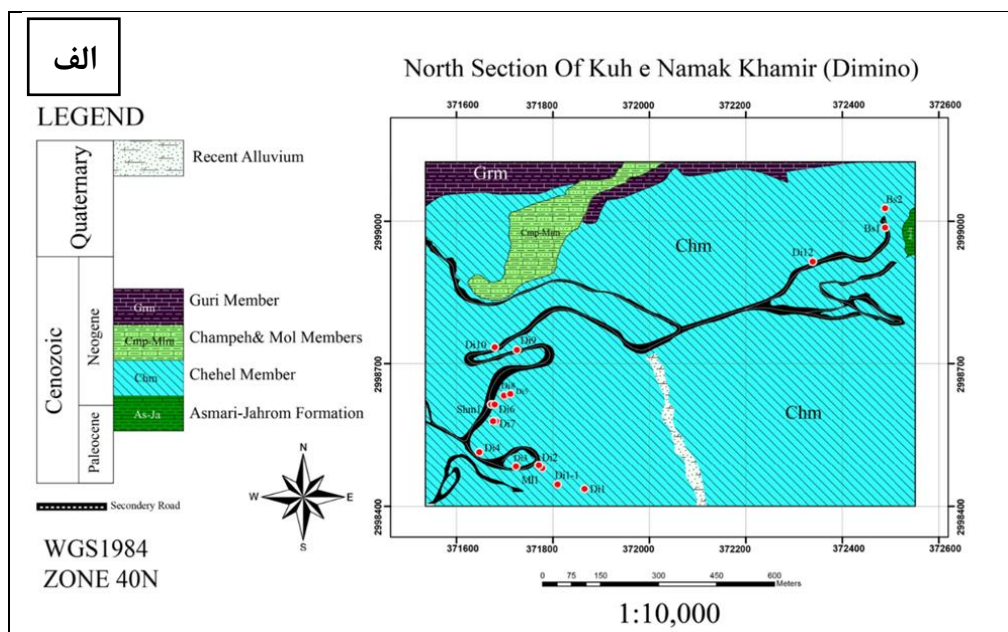 الف
North Section Of Kuh e Namak Khamir (Dimino)
LEGEND
Quaternary
Cenozoic
Neogene
Paleocene
Recent Alluvium
Grm
Guri Member
Cmp-Mlm
Champeh& Mol Members
Chm
Chehel Member
As-Ja
Asmari-Jahrom Formation
Secondery Road
N
W
E
S
WGS1984
ZONE 40N
371600
371800
372000
372200
372400
372600
2999000
2998700
2998400
2999000
2998700
2998400
Grm
Cmp-Mlm
Chm
Bs2
Bs1
Di12
Di10
Di9
Di8
Shm1
Di6
Di7
Di4
Di3
Di2
Ml1
Di1-1
Di1
Chm
371600
371800
372000
372200
372400
372600
0 75 150 300 450 600
Meters
1:10,000